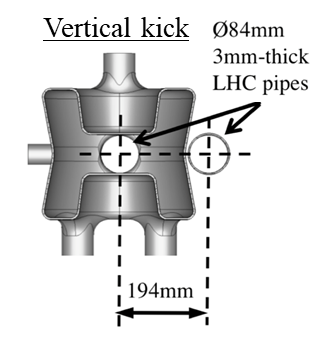 Vertical kick
Ø84mm
3mm-thick
LHC pipes
194mm